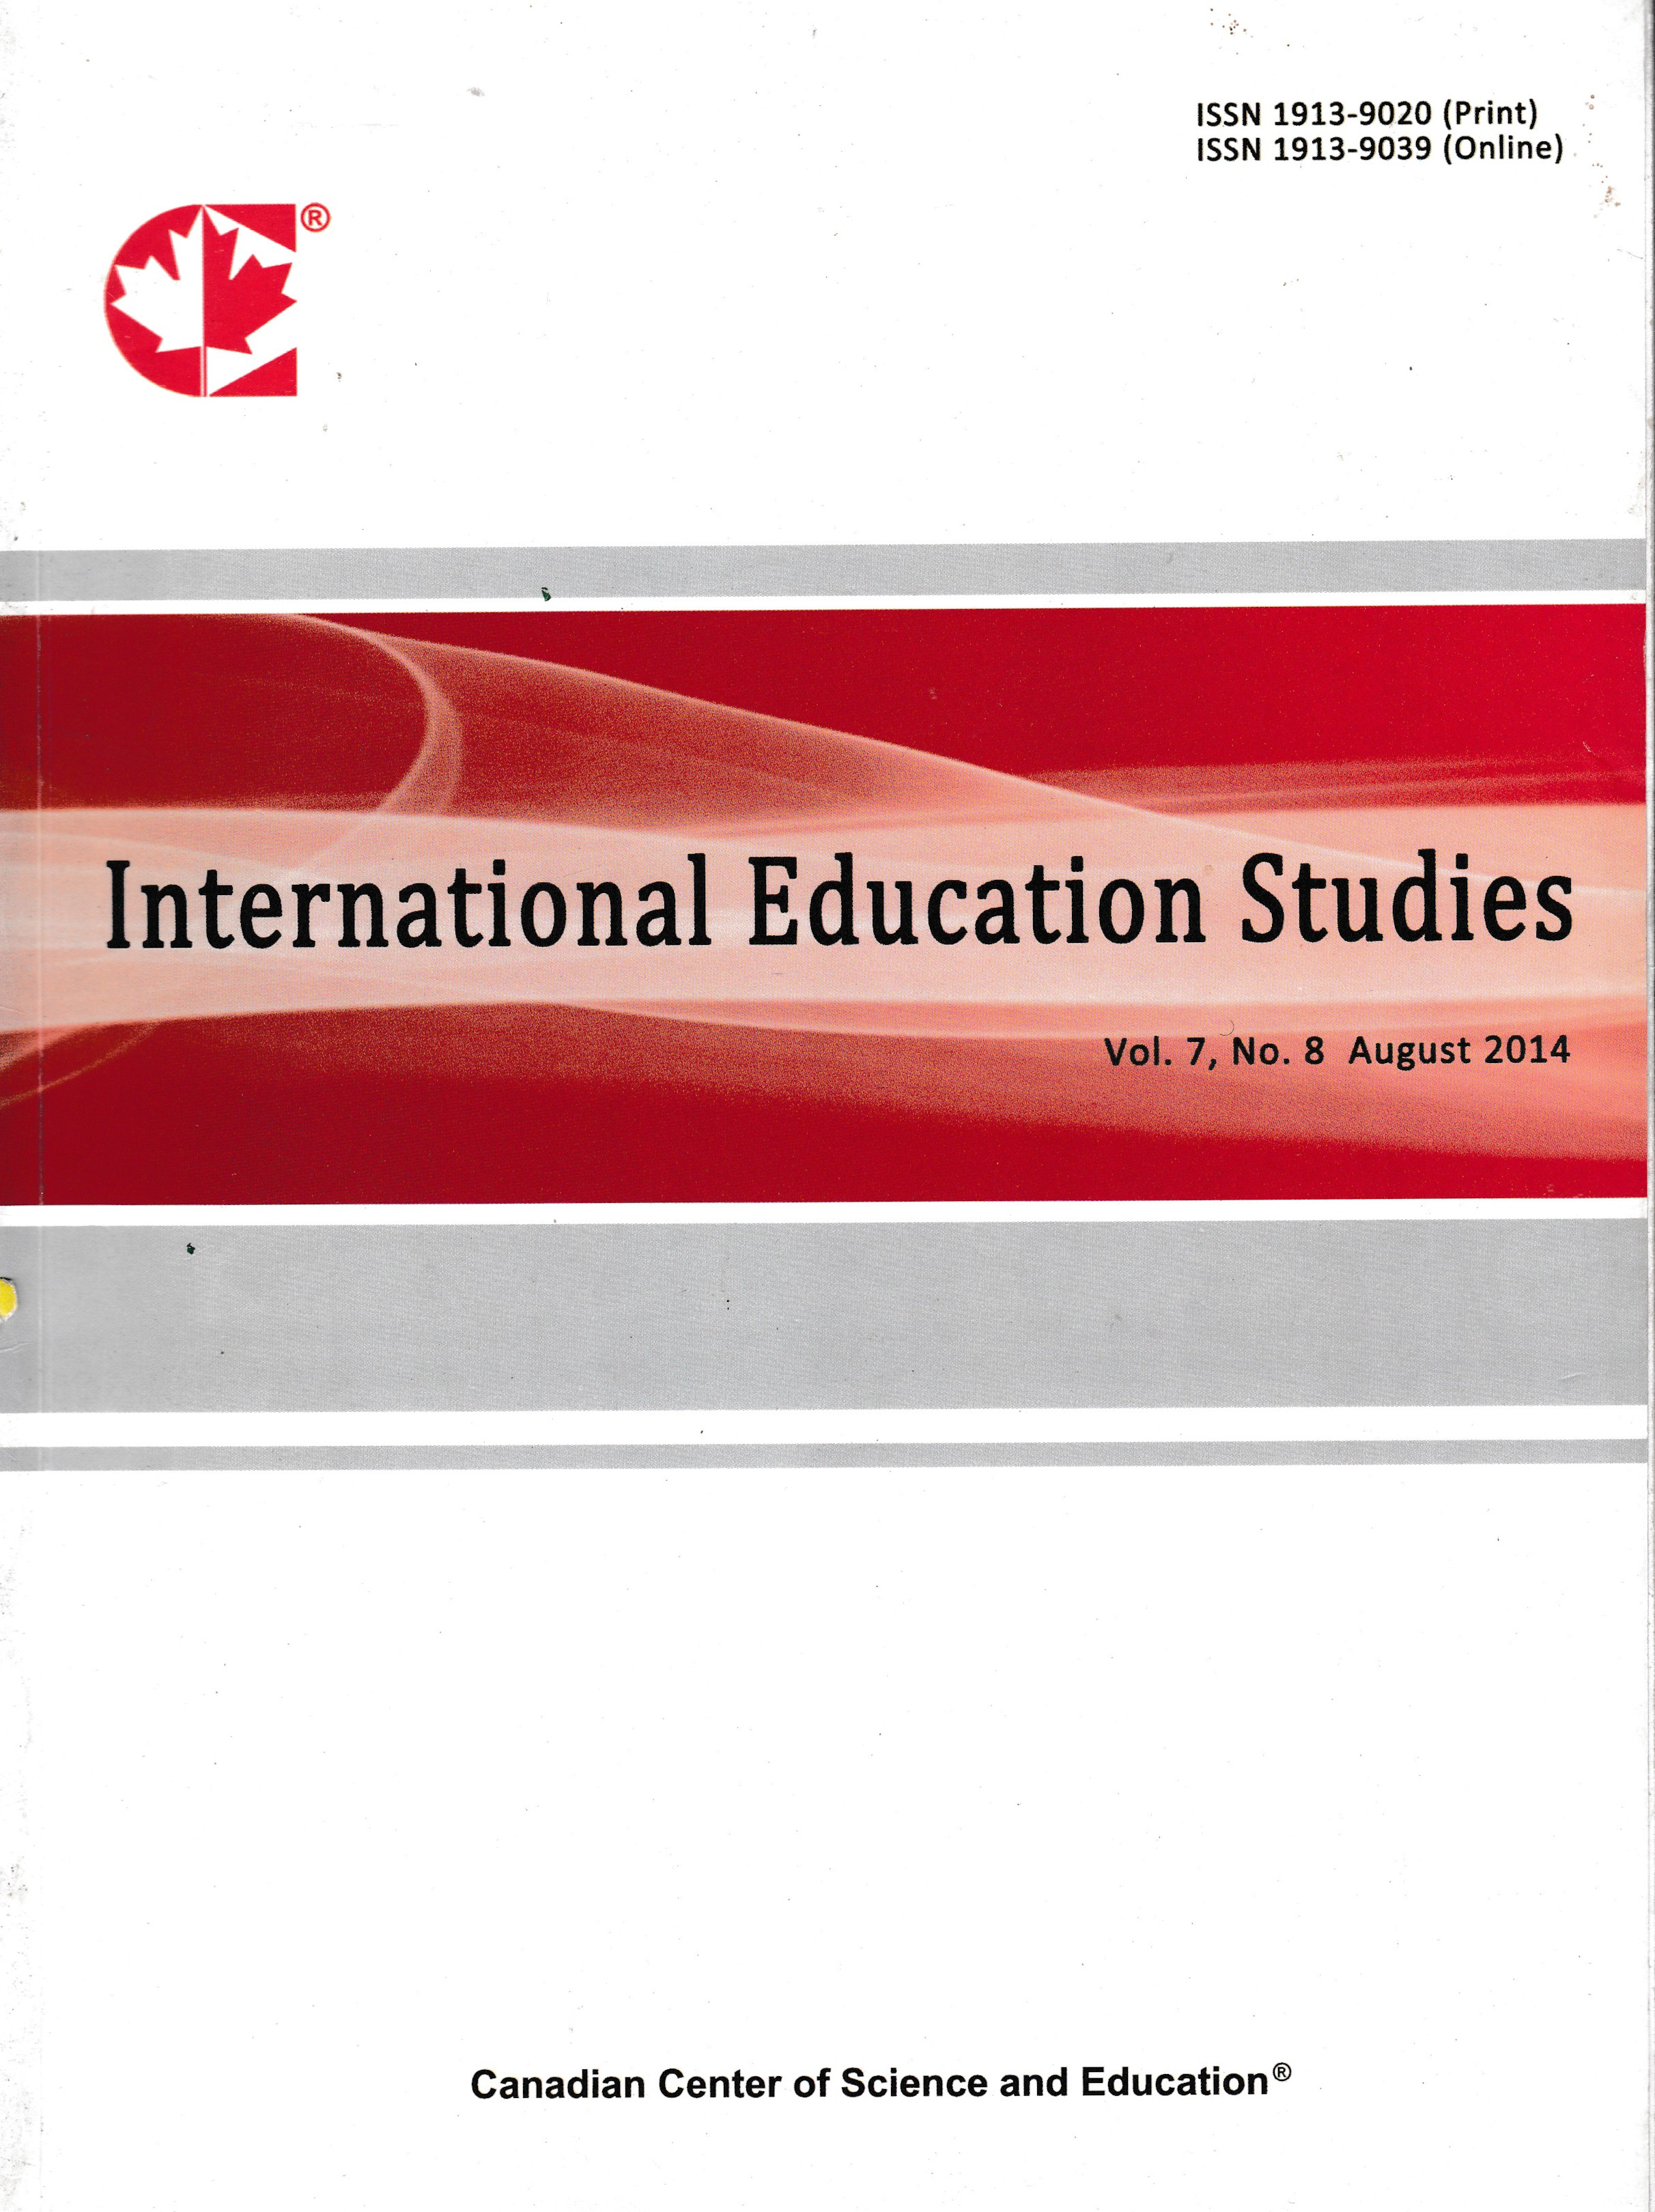 ISSN 1913-9020 (Print)
ISSN 1913-9039 (Online)
®
International Education Studies
Vol. 7, No. 8 August 2014
Canadian Center of Science and Education®